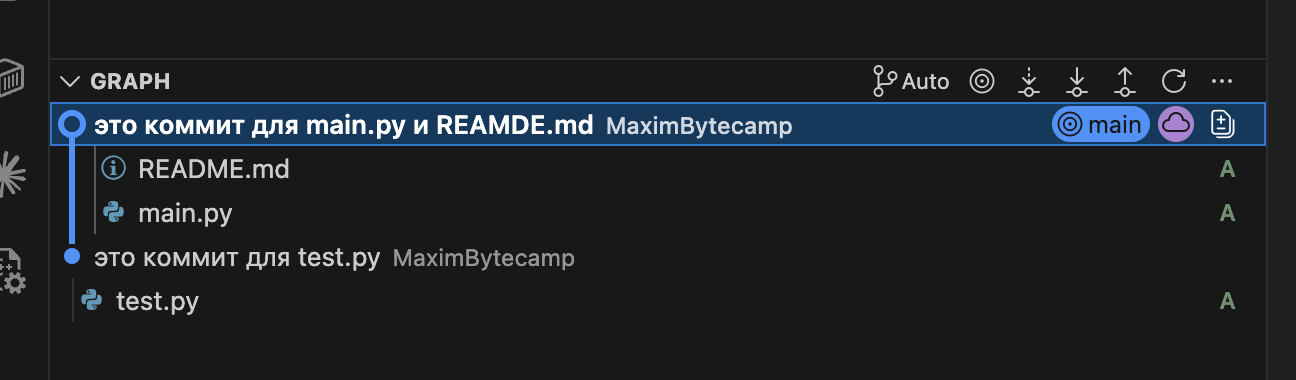 GRAPH Auto
это коммит для main.py и REAMDE.md MaximBytecamp main
README.md A
main.py A
это коммит для test.py MaximBytecamp
test.py A